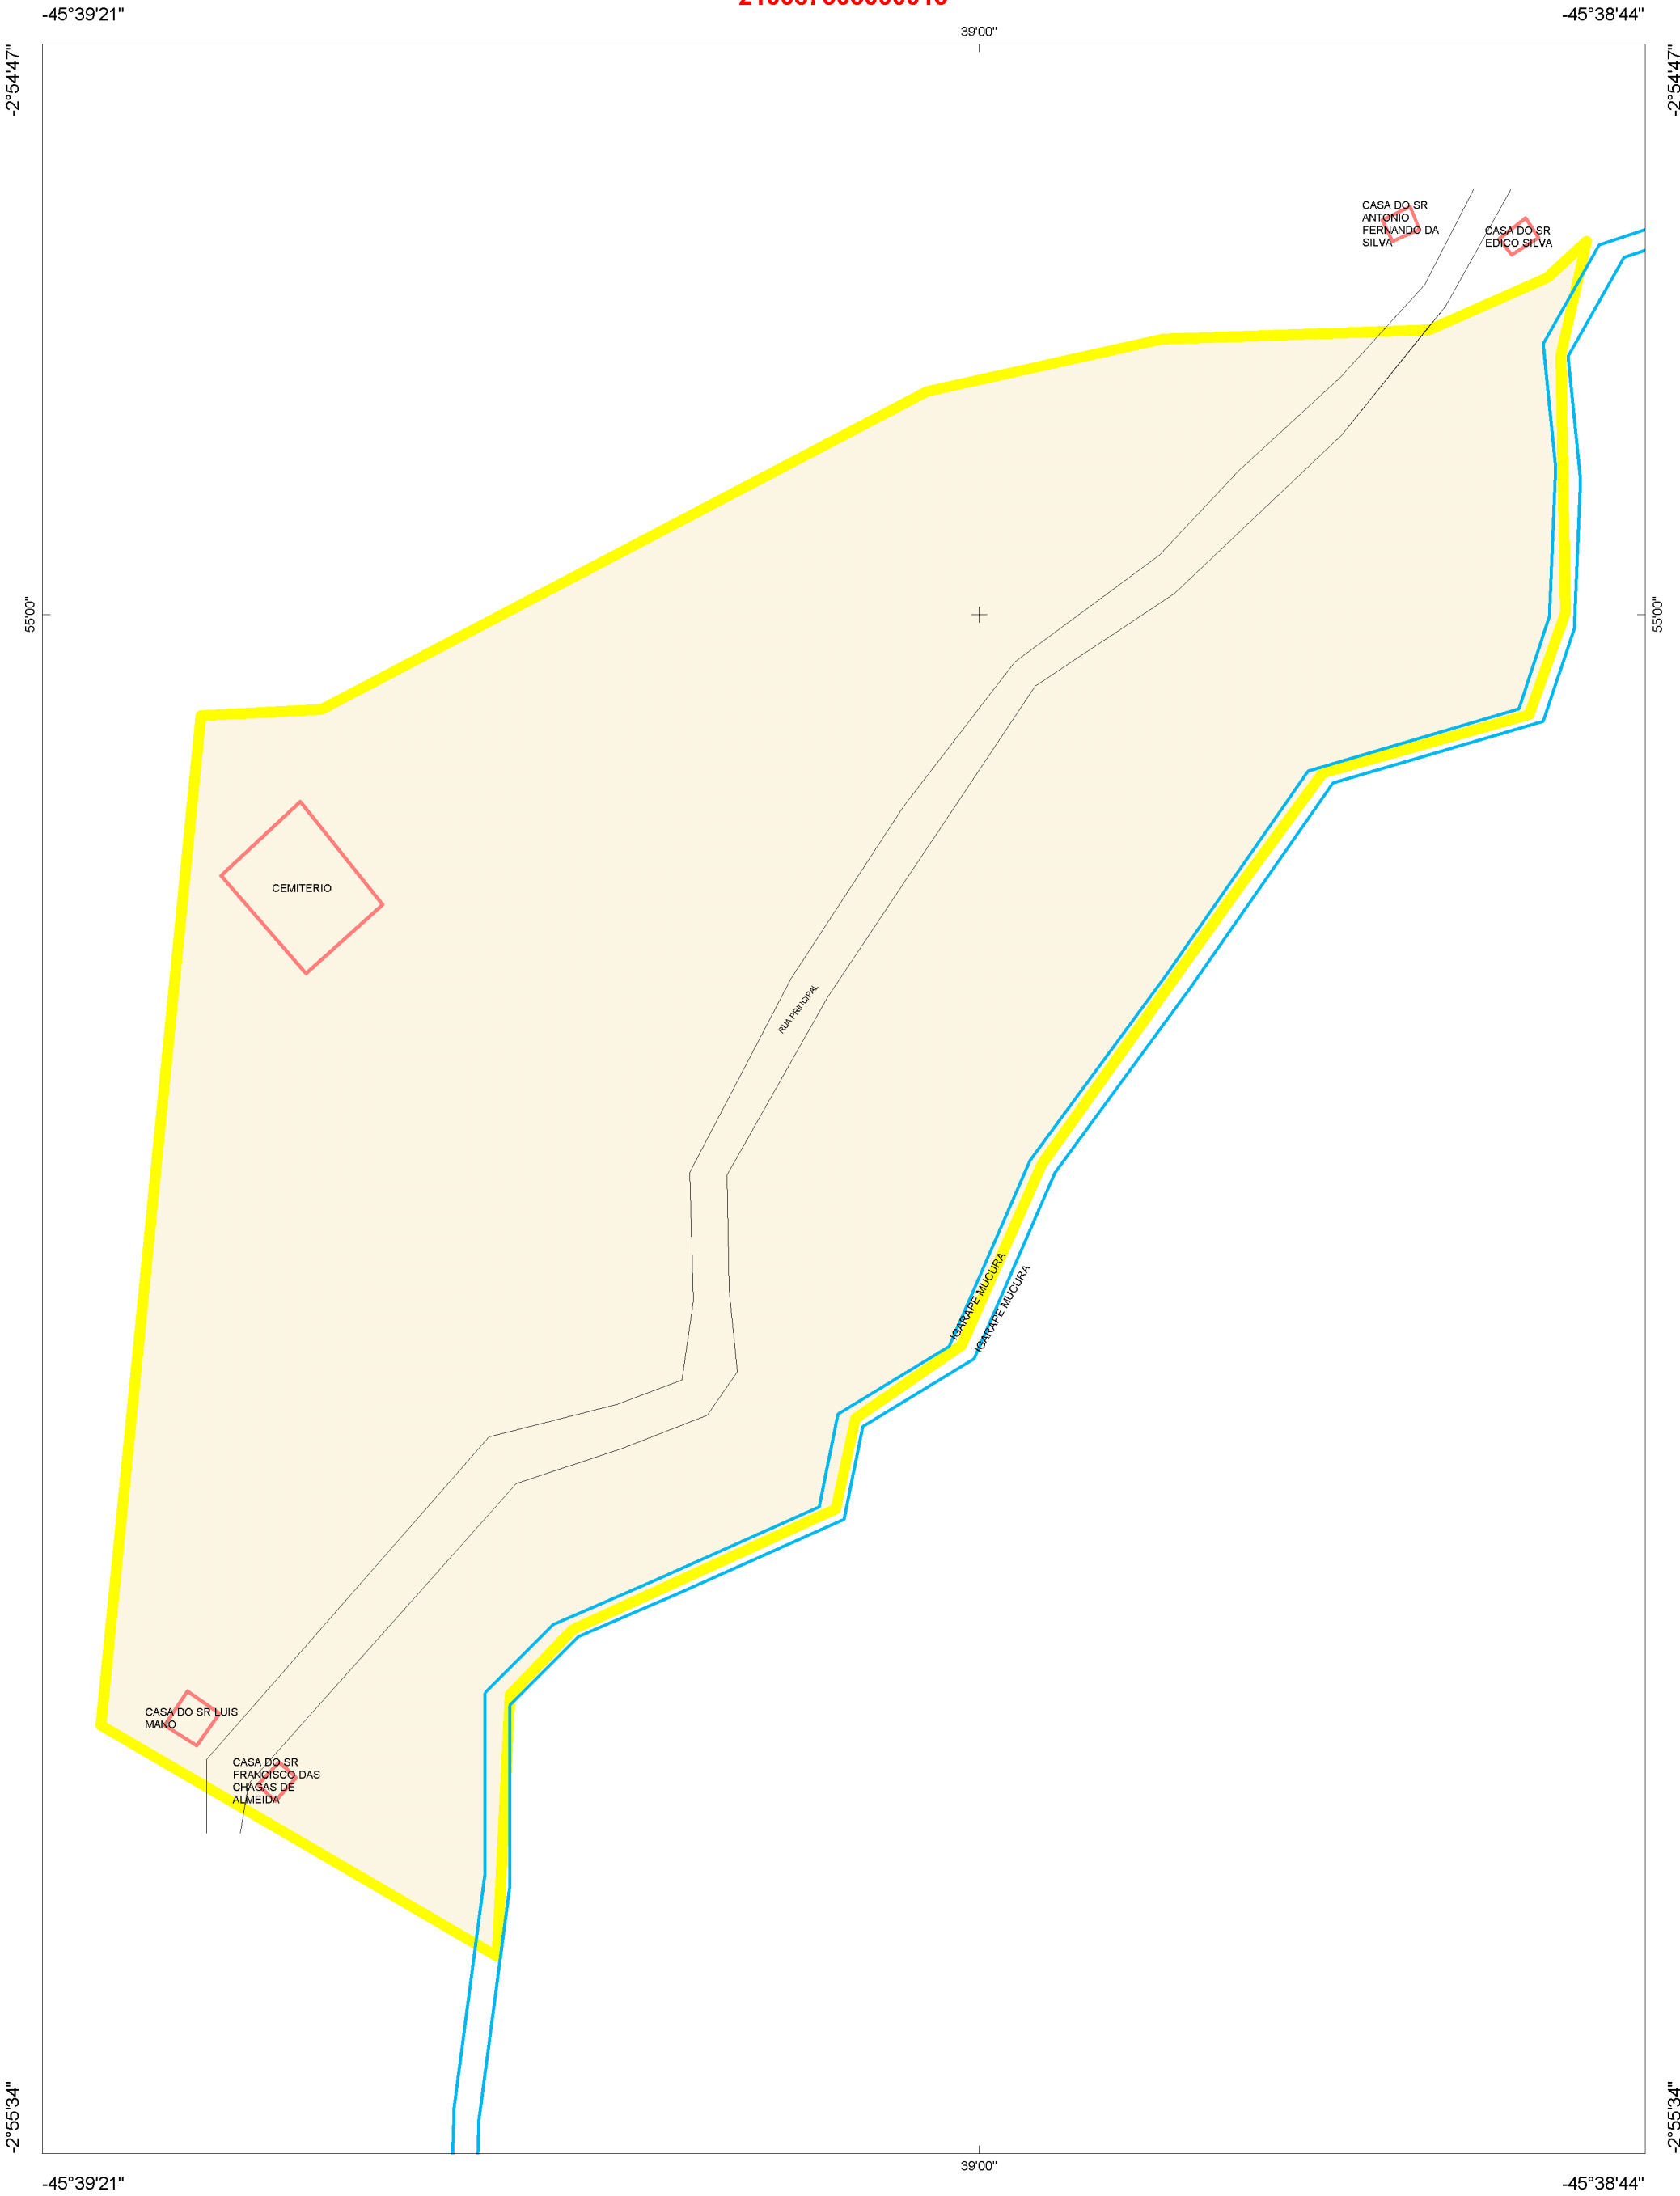 -45°39'21"
-45°38'44"
39'00"
-2°54'47"
-2°54'47"
CASA DO SR
ANTONIO
FERNANDO DA
SILVA
CASA DO SR
EDICO SILVA
55'00"
55'00"
CEMITERIO
RUA PRINCIPAL
IGARAPE MUCURA
IGARAPE MUCURA
CASA DO SR LUIS
MANO
CASA DO SR
FRANCISCO DAS
CHAGAS DE
ALMEIDA
-2°55'34"
-2°55'34"
39'00"
-45°39'21"
-45°38'44"